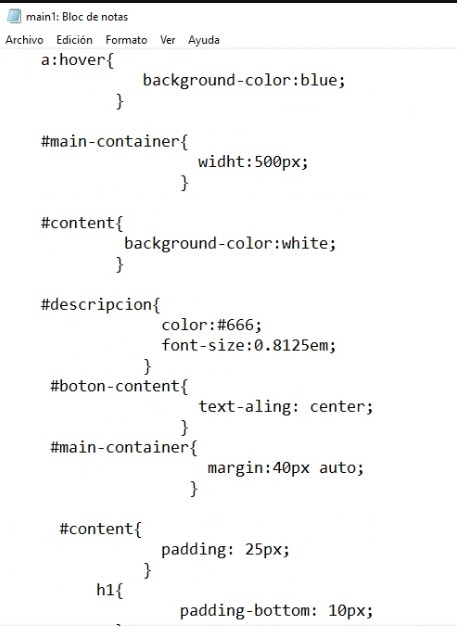 main1: Bloc de notas
Archivo Edición Formato Ver Ayuda
a:hover{
background-color:blue;
}
#main-container{
widht:500px;
}
#content{
background-color:white;
}
#descripcion{
color:#666;
font-size:0.8125em;
}
#boton-content{
text-aling: center;
}
#main-container{
margin:40px auto;
}
#content{
padding: 25px;
}
h1{
padding-bottom: 10px;